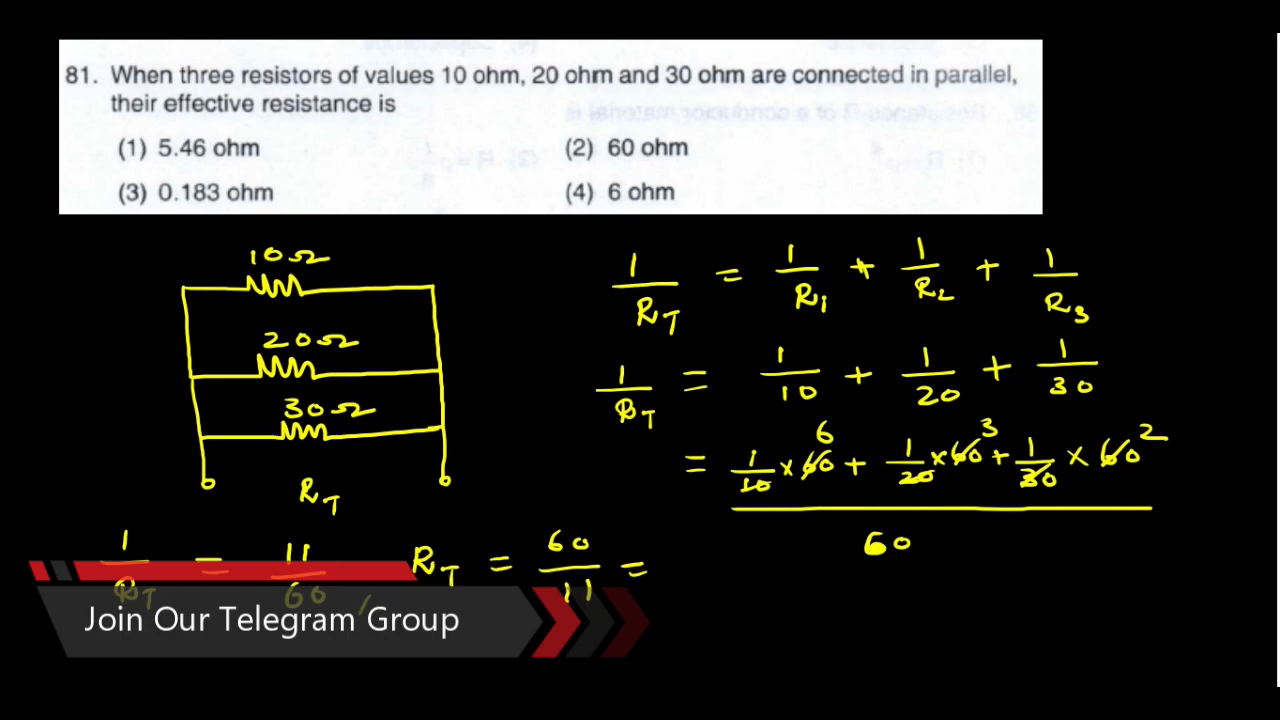 81. When three resistors of values 10 ohm, 20 ohm and 30 ohm are connected in parallel,
their effective resistance is
(1) 5.46 ohm (2) 60 ohm
(3) 0.183 ohm (4) 6 ohm
10Ω
20Ω
30Ω
R_T
1/R_T = 1/R₁ + 1/R₂ + 1/R₃
1/R_T = 1/10 + 1/20 + 1/30
= (1/10 × 60 6 + 1/20 × 60 3 + 1/30 × 60 2) / 60
1/R_T = 11/60, R_T = 60/11 =
Join Our Telegram Group